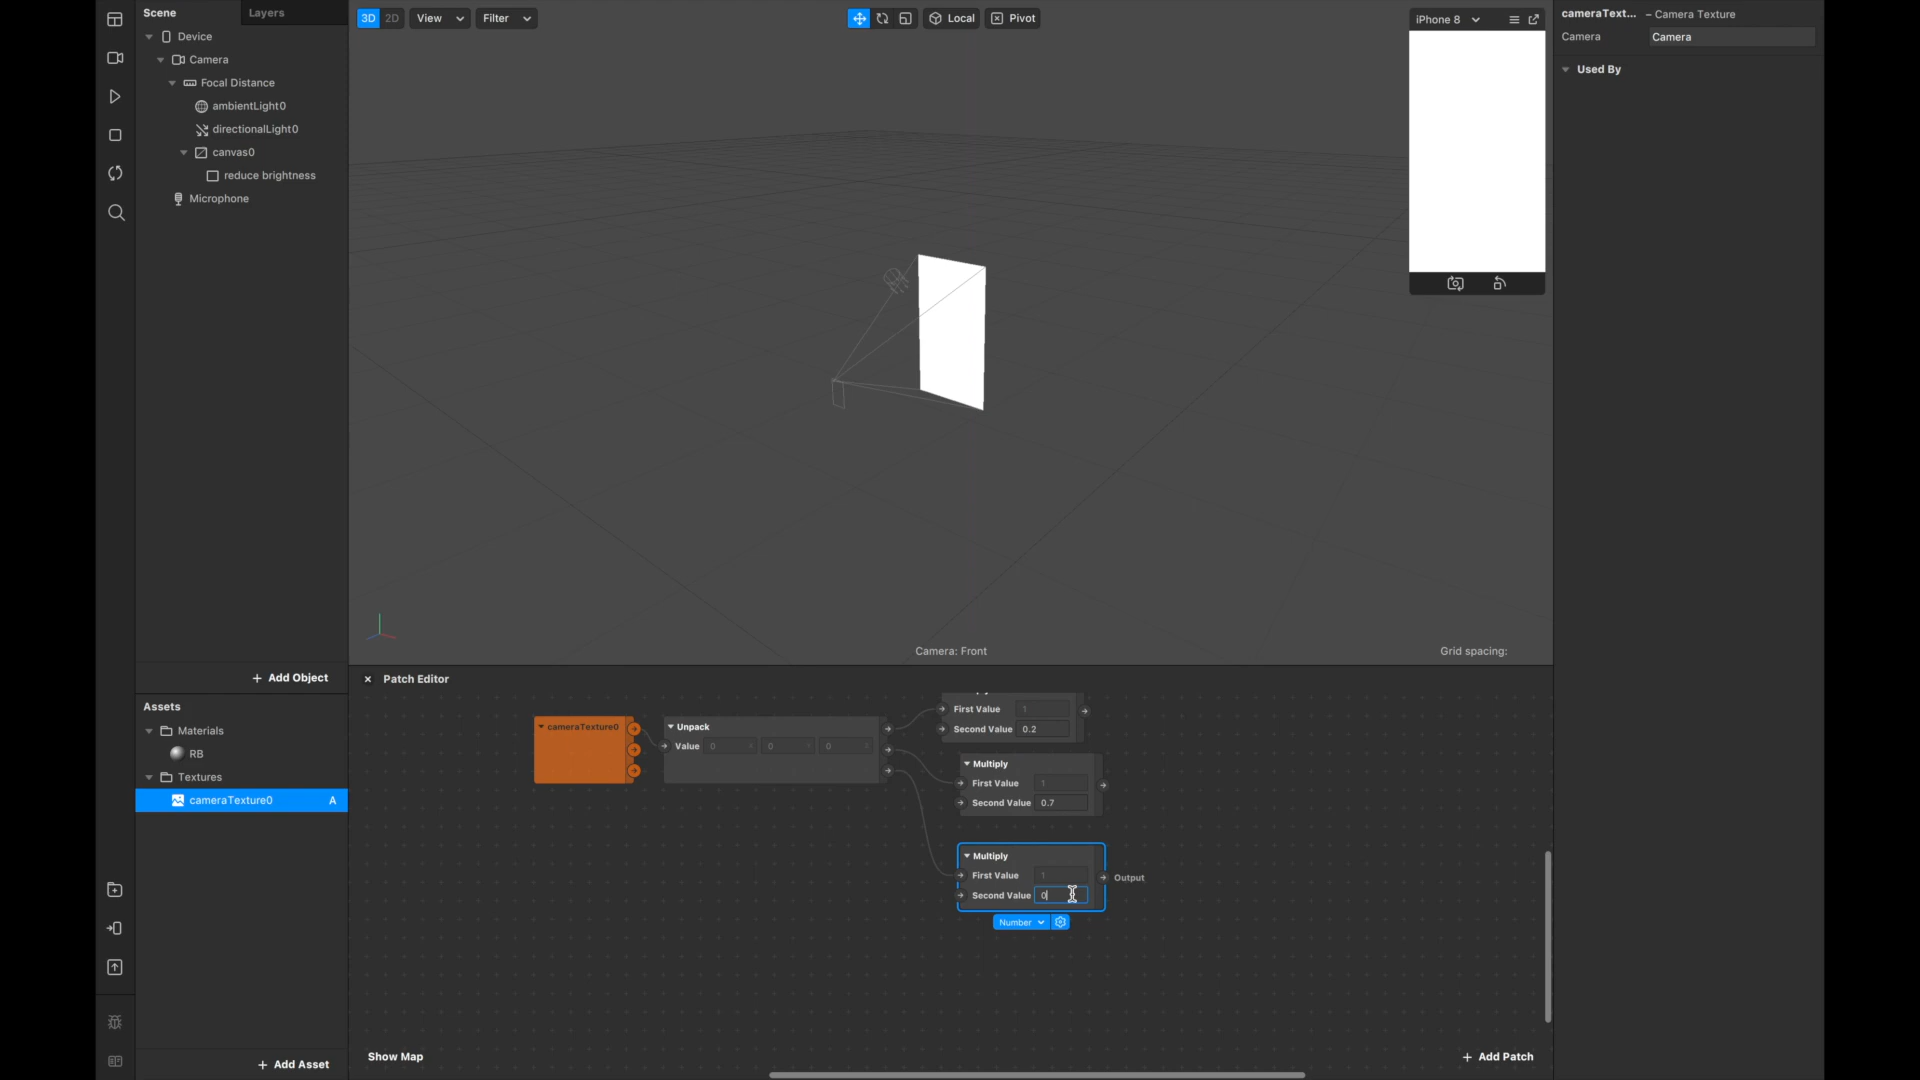 Scene
Layers
Device
Camera
Focal Distance
ambientLight0
directionalLight0
canvas0
reduce brightness
Microphone
+ Add Object
Assets
Materials
RB
Textures
cameraTexture0 A
+ Add Asset
3D 2D View Filter
Local Pivot
iPhone 8
Camera: Front
Grid spacing:
cameraText... – Camera Texture
Camera Camera
Used By
Patch Editor
cameraTexture0
Unpack
Value 0 0 0
First Value 1
Second Value 0.2
Multiply
First Value 1
Second Value 0.7
Multiply
First Value 1
Second Value 0
Output
Number
Show Map
+ Add Patch